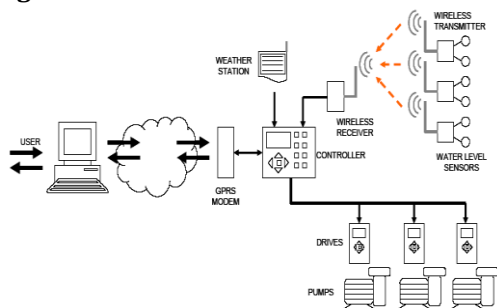 g
WIRELESS
TRANSMITTER
WEATHER
STATION
WIRELESS
RECEIVER
USER
CONTROLLER
WATER LEVEL
SENSORS
GPRS
MODEM
DRIVES
PUMPS